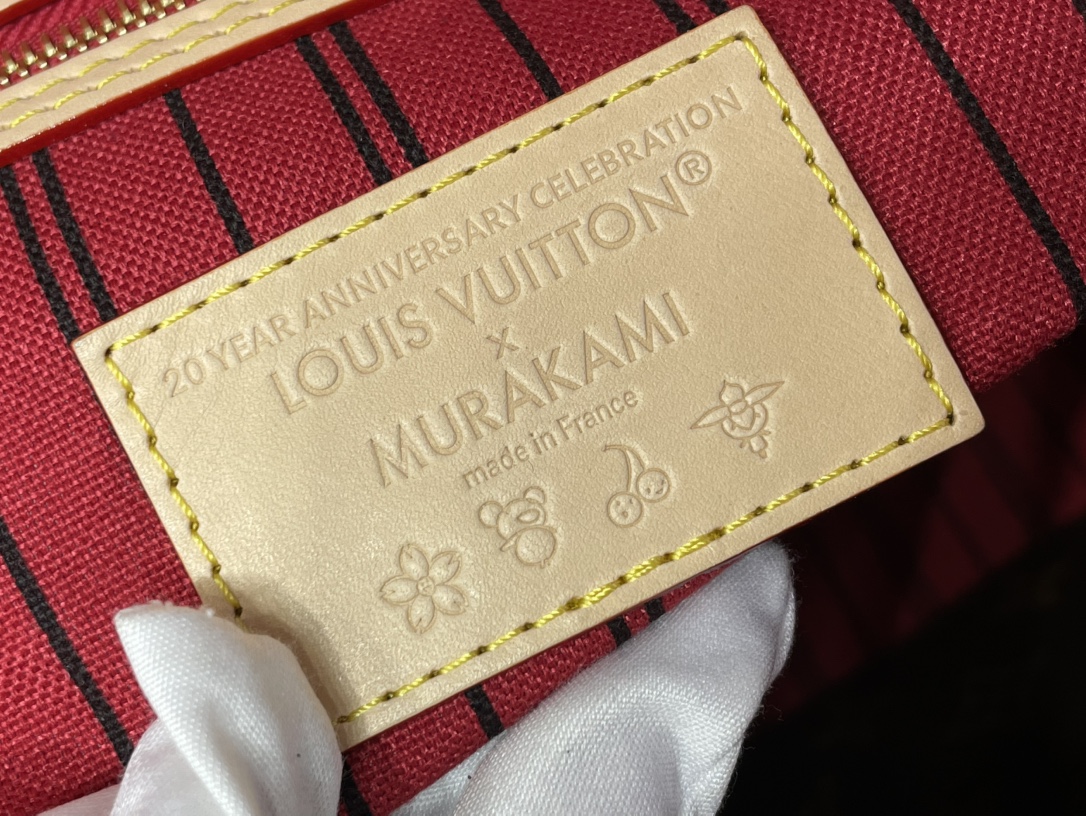 20 YEAR ANNIVERSARY CELEBRATION
LOUIS VUITTON®
x
MURAKAMI
made in France